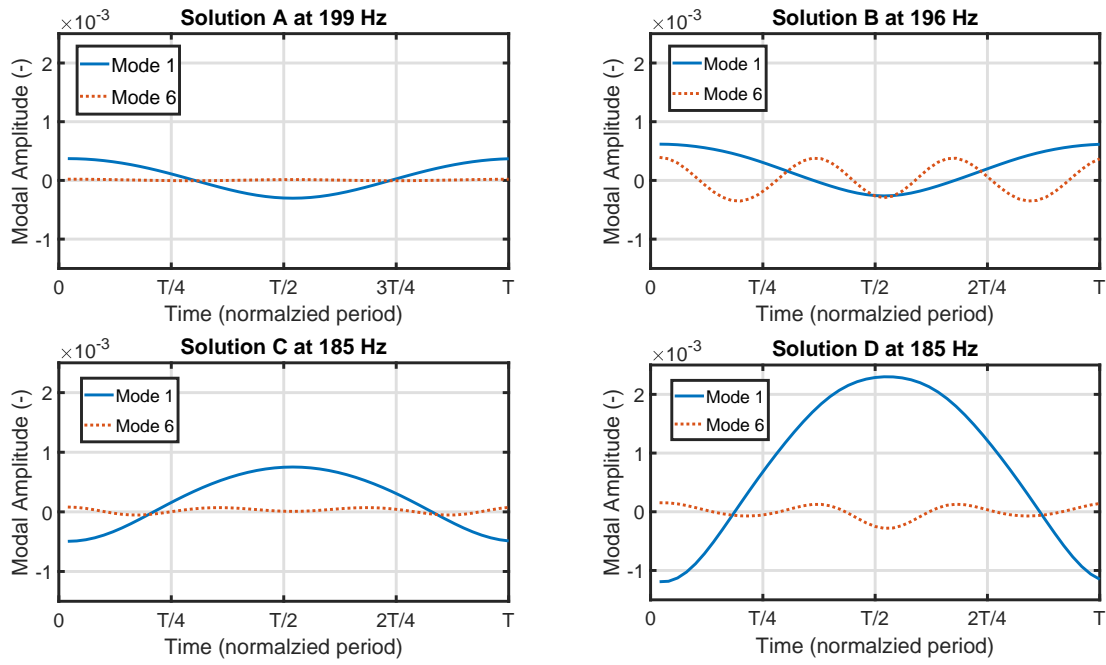 Solution A at 199 Hz
×10⁻³
2
1
0
-1
Modal Amplitude (-)
Mode 1
Mode 6
0 T/4 T/2 3T/4 T
Time (normalzied period)
Solution B at 196 Hz
×10⁻³
2
1
0
-1
Modal Amplitude (-)
Mode 1
Mode 6
0 T/4 T/2 2T/4 T
Time (normalzied period)
Solution C at 185 Hz
×10⁻³
2
1
0
-1
Modal Amplitude (-)
Mode 1
Mode 6
0 T/4 T/2 2T/4 T
Time (normalzied period)
Solution D at 185 Hz
×10⁻³
2
1
0
-1
Modal Amplitude (-)
Mode 1
Mode 6
0 T/4 T/2 2T/4 T
Time (normalzied period)